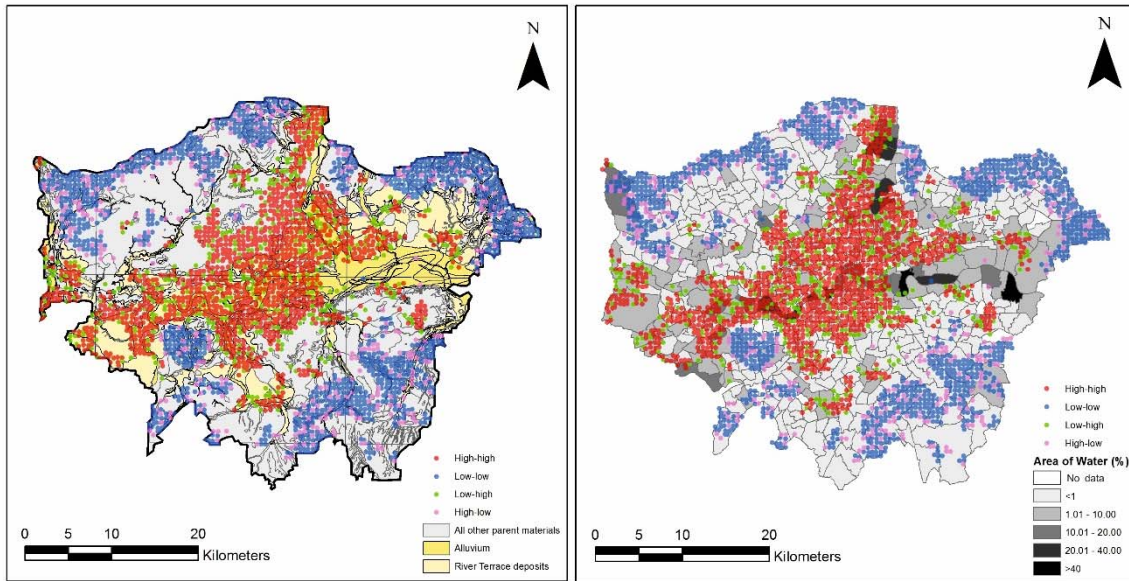 N
High-high
Low-low
Low-high
High-low
All other parent materials
Alluvium
River Terrace deposits
0 5 10 20
Kilometers
N
High-high
Low-low
Low-high
High-low
Area of Water (%)
No data
<1
1.01 - 10.00
10.01 - 20.00
20.01 - 40.00
>40
0 5 10 20
Kilometers